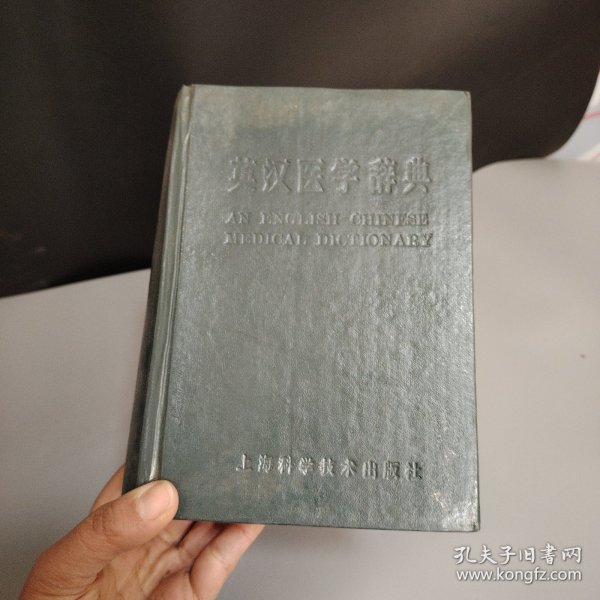 英汉医学辞典
AN ENGLISH CHINESE
MEDICAL DICTIONARY
上海科学技术出版社
孔夫子旧书网
www.kongfz.com